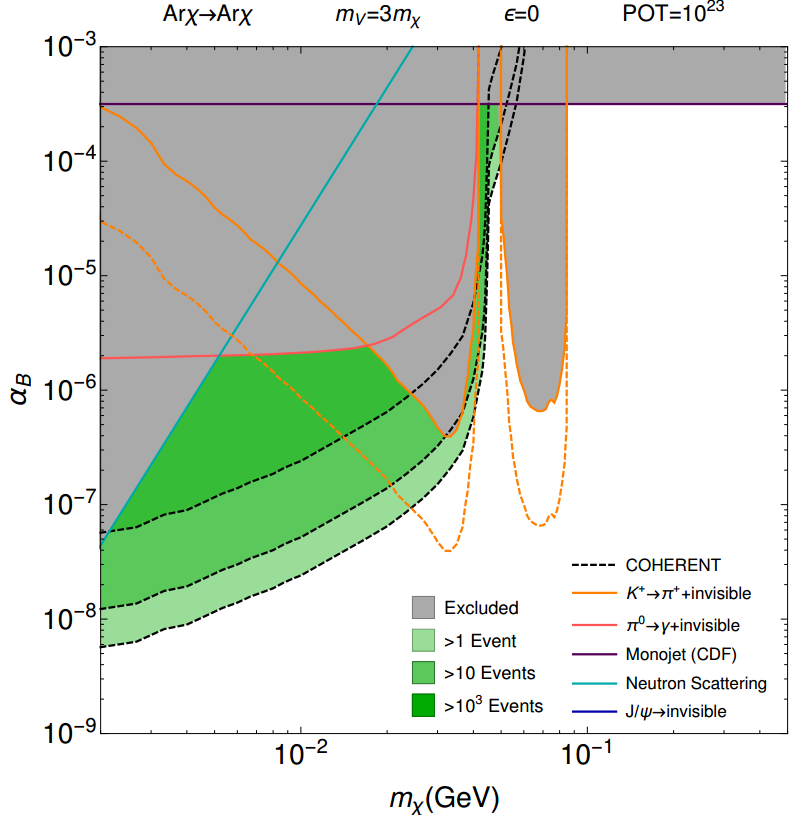 Arχ→Arχ m_V=3m_χ ϵ=0 POT=10^23
10^-3
10^-4
10^-5
10^-6
10^-7
10^-8
10^-9
α_B
Excluded
>1 Event
>10 Events
>10^3 Events
COHERENT
K^+→π^++invisible
π^0→γ+invisible
Monojet (CDF)
Neutron Scattering
J/ψ→invisible
10^-2 10^-1
m_χ(GeV)